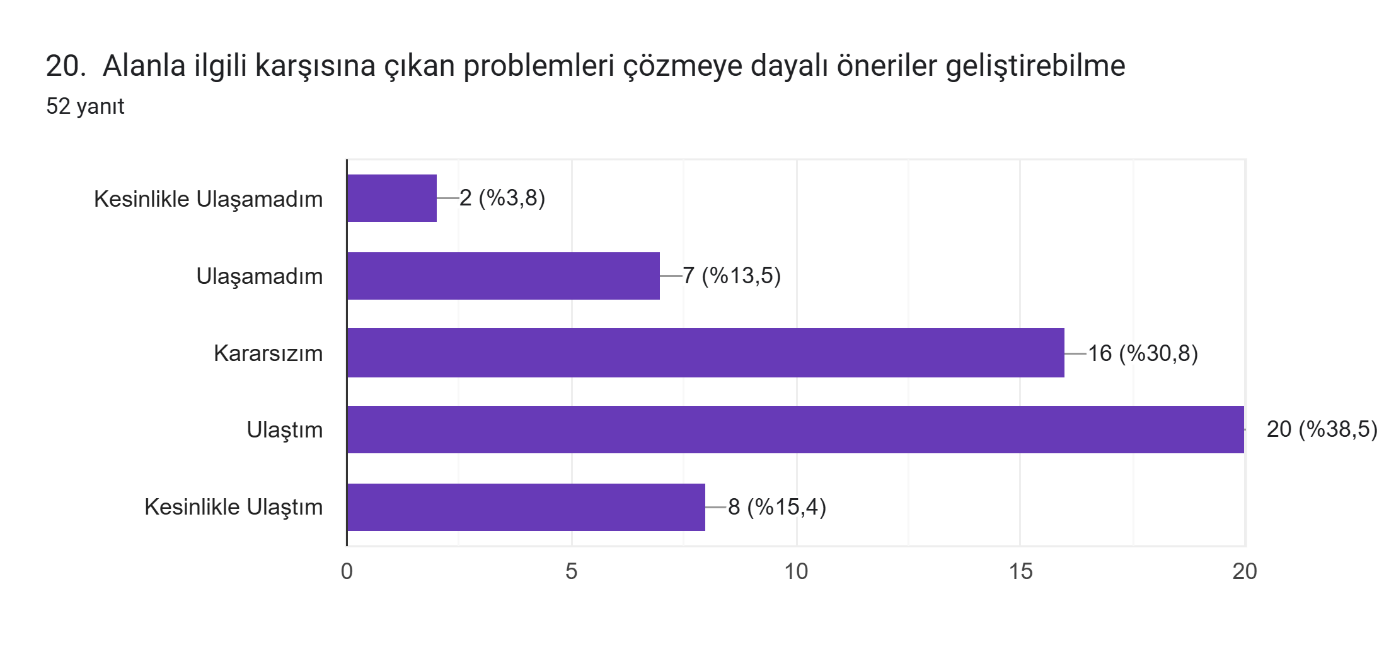 20.  Alanla ilgili karşısına çıkan problemleri çözmeye dayalı öneriler geliştirebilme
52 yanıt
Kesinlikle Ulaşamadım 2 (%3,8)
Ulaşamadım 7 (%13,5)
Kararsızım 16 (%30,8)
Ulaştım 20 (%38,5)
Kesinlikle Ulaştım 8 (%15,4)
0 5 10 15 20